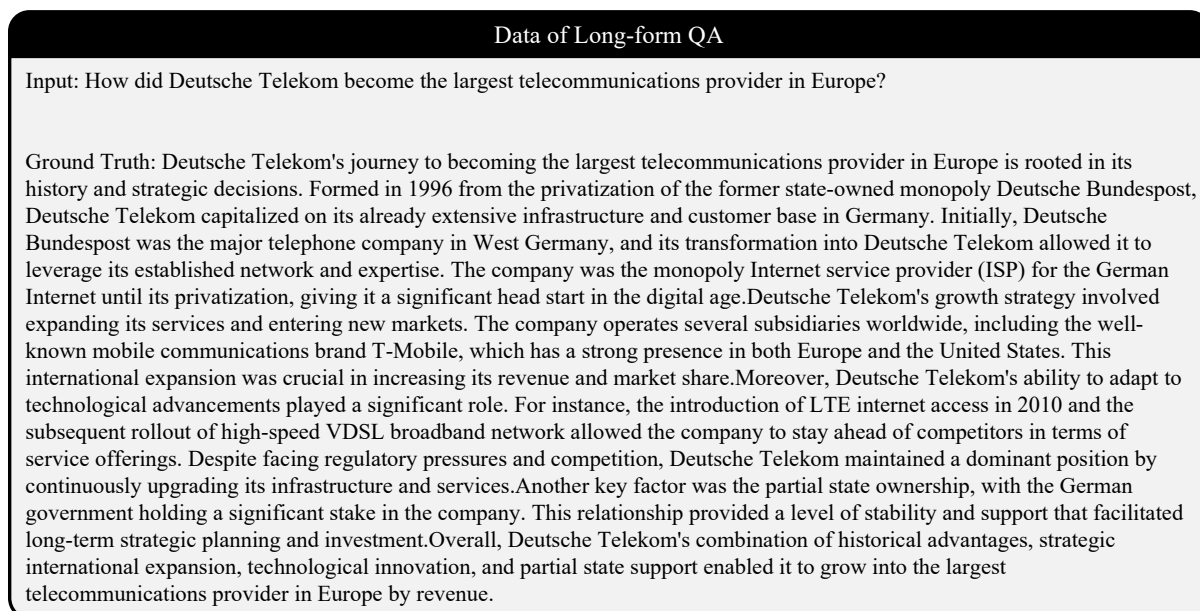 Data of Long-form QA
Input: How did Deutsche Telekom become the largest telecommunications provider in Europe?
Ground Truth: Deutsche Telekom's journey to becoming the largest telecommunications provider in Europe is rooted in its
history and strategic decisions. Formed in 1996 from the privatization of the former state-owned monopoly Deutsche Bundespost,
Deutsche Telekom capitalized on its already extensive infrastructure and customer base in Germany. Initially, Deutsche
Bundespost was the major telephone company in West Germany, and its transformation into Deutsche Telekom allowed it to
leverage its established network and expertise. The company was the monopoly Internet service provider (ISP) for the German
Internet until its privatization, giving it a significant head start in the digital age.Deutsche Telekom's growth strategy involved
expanding its services and entering new markets. The company operates several subsidiaries worldwide, including the well-
known mobile communications brand T-Mobile, which has a strong presence in both Europe and the United States. This
international expansion was crucial in increasing its revenue and market share.Moreover, Deutsche Telekom's ability to adapt to
technological advancements played a significant role. For instance, the introduction of LTE internet access in 2010 and the
subsequent rollout of high-speed VDSL broadband network allowed the company to stay ahead of competitors in terms of
service offerings. Despite facing regulatory pressures and competition, Deutsche Telekom maintained a dominant position by
continuously upgrading its infrastructure and services.Another key factor was the partial state ownership, with the German
government holding a significant stake in the company. This relationship provided a level of stability and support that facilitated
long-term strategic planning and investment.Overall, Deutsche Telekom's combination of historical advantages, strategic
international expansion, technological innovation, and partial state support enabled it to grow into the largest
telecommunications provider in Europe by revenue.